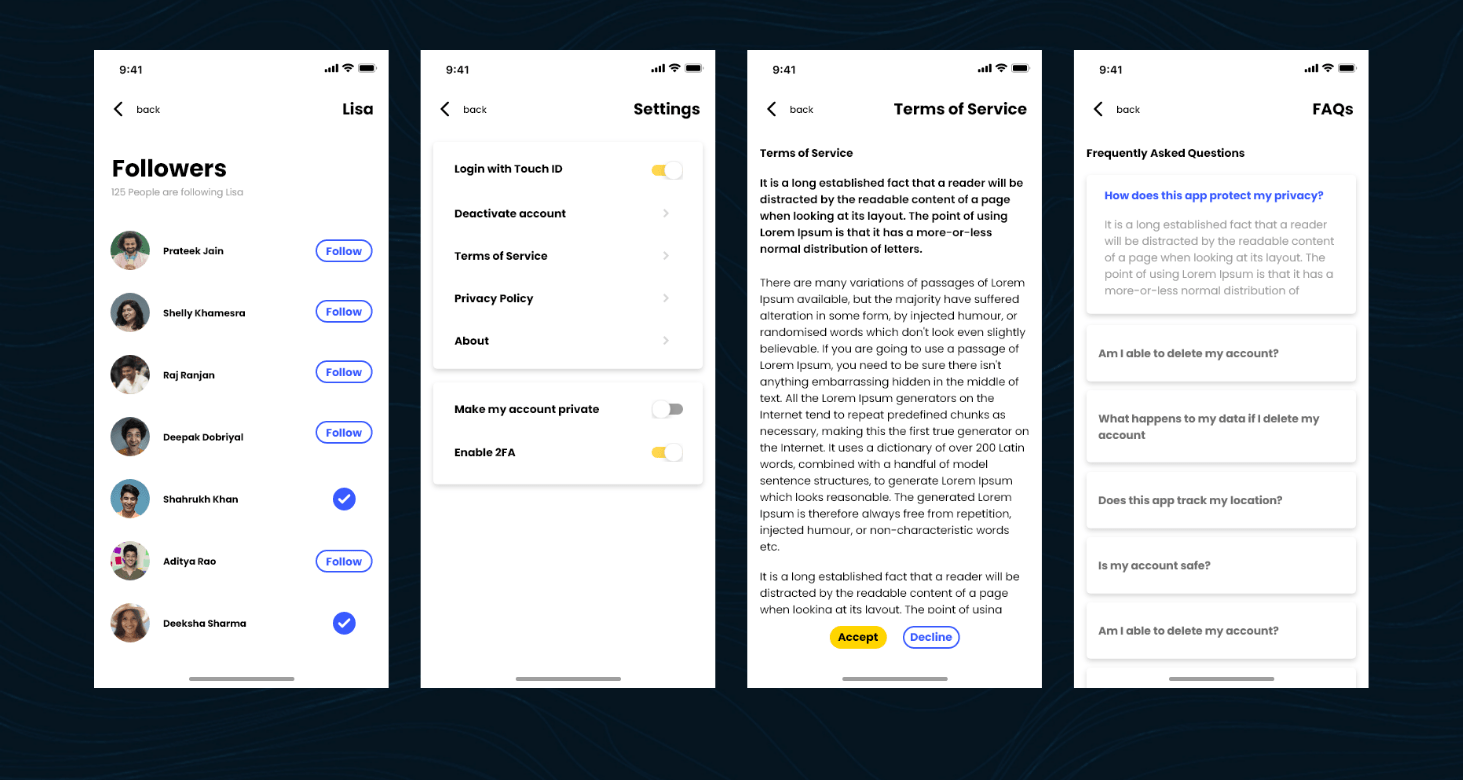 9:41
back
Lisa
Followers
125 People are following Lisa
Prateek Jain
Follow
Shelly Khamesra
Follow
Raj Ranjan
Follow
Deepak Dobriyal
Follow
Shahrukh Khan
Aditya Rao
Follow
Deeksha Sharma
9:41
back
Settings
Login with Touch ID
Deactivate account
Terms of Service
Privacy Policy
About
Make my account private
Enable 2FA
9:41
back
Terms of Service
Terms of Service
It is a long established fact that a reader will be
distracted by the readable content of a page
when looking at its layout. The point of using
Lorem Ipsum is that it has a more-or-less
normal distribution of letters.
There are many variations of passages of Lorem
Ipsum available, but the majority have suffered
alteration in some form, by injected humour, or
randomised words which don't look even slightly
believable. If you are going to use a passage of
Lorem Ipsum, you need to be sure there isn't
anything embarrassing hidden in the middle of
text. All the Lorem Ipsum generators on the
Internet tend to repeat predefined chunks as
necessary, making this the first true generator on
the Internet. It uses a dictionary of over 200 Latin
words, combined with a handful of model
sentence structures, to generate Lorem Ipsum
which looks reasonable. The generated Lorem
Ipsum is therefore always free from repetition,
injected humour, or non-characteristic words
etc.
It is a long established fact that a reader will be
distracted by the readable content of a page
when looking at its layout. The point of using
Accept
Decline
9:41
back
FAQs
Frequently Asked Questions
How does this app protect my privacy?
It is a long established fact that a reader
will be distracted by the readable content
of a page when looking at its layout. The
point of using Lorem Ipsum is that it has a
more-or-less normal distribution of
Am I able to delete my account?
What happens to my data if I delete my
account
Does this app track my location?
Is my account safe?
Am I able to delete my account?